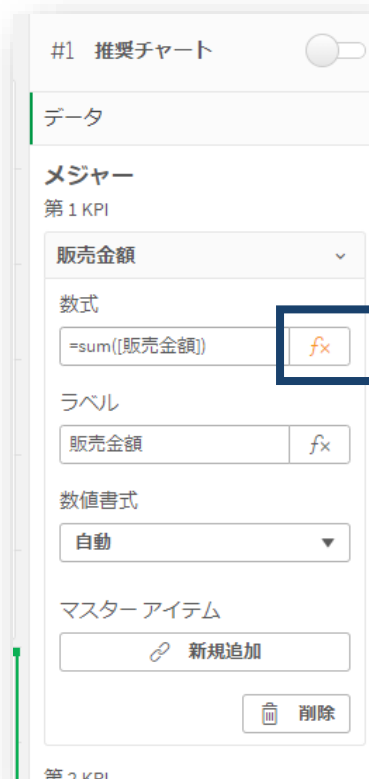 #1 推奨チャート
データ
メジャー
第 1 KPI
販売金額
数式
=sum([販売金額]) fx
ラベル
販売金額 fx
数値書式
自動
マスター アイテム
新規追加
削除
第 2 KPI